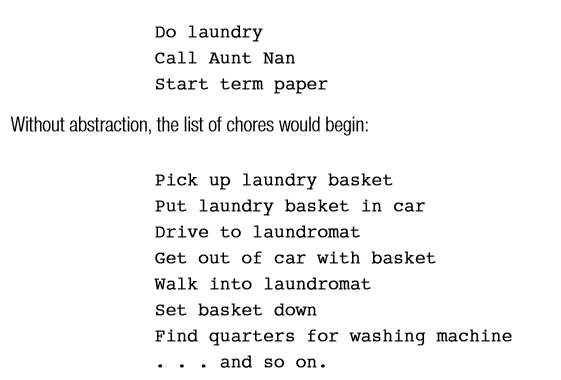 Do laundry
Call Aunt Nan
Start term paper
Without abstraction, the list of chores would begin:
Pick up laundry basket
Put laundry basket in car
Drive to laundromat
Get out of car with basket
Walk into laundromat
Set basket down
Find quarters for washing machine
. . . and so on.